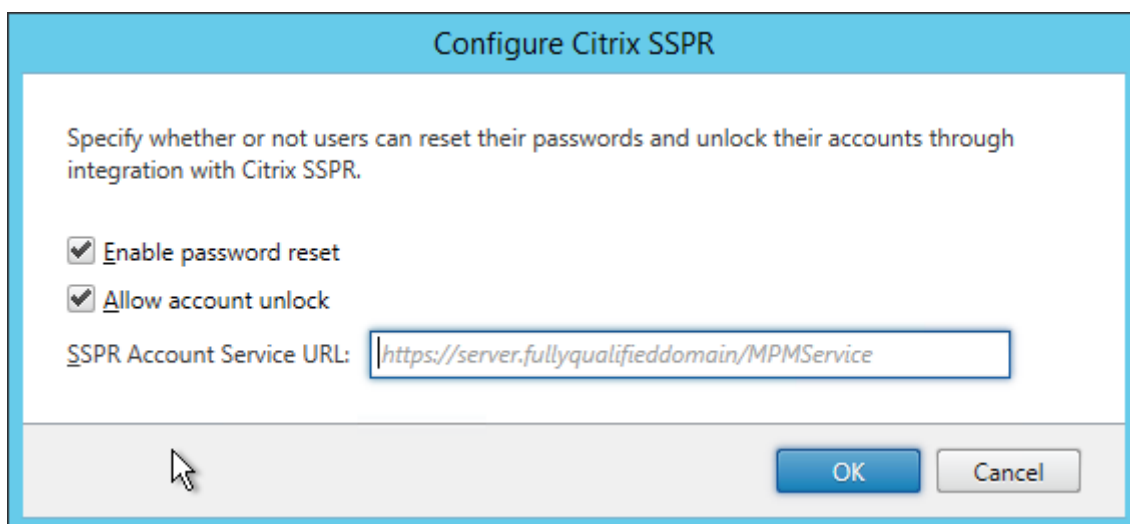 Configure Citrix SSPR
Specify whether or not users can reset their passwords and unlock their accounts through
integration with Citrix SSPR.
Enable password reset
Allow account unlock
SSPR Account Service URL: https://server.fullyqualifieddomain/MPMService
OK Cancel